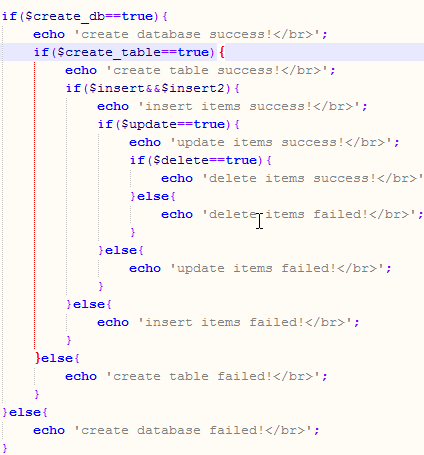 if($create_db==true){
    echo 'create database success!</br>';
    if($create_table==true){
        echo 'create table success!</br>';
        if($insert&&$insert2){
            echo 'insert items success!</br>';
            if($update==true){
                echo 'update items success!</br>';
                if($delete==true){
                    echo 'delete items success!</br>'
                }else{
                    echo 'delete items failed!</br>';
                }
            }else{
                echo 'update items failed!</br>';
            }
        }else{
            echo 'insert items failed!</br>';
        }
    }else{
        echo 'create table failed!</br>';
    }
}else{
    echo 'create database failed!</br>';
}